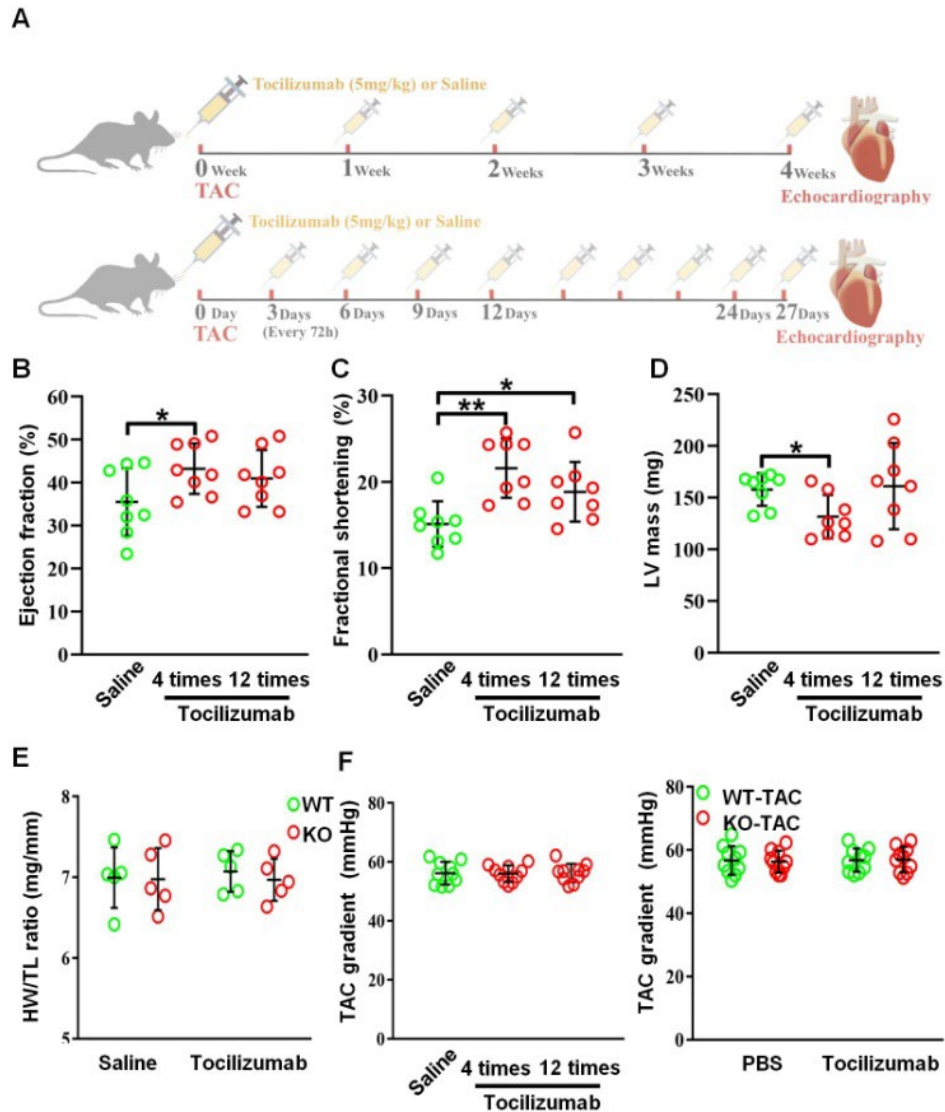 A
Tocilizumab (5mg/kg) or Saline
0 Week 1 Week 2 Weeks 3 Weeks 4 Weeks
TAC Echocardiography
Tocilizumab (5mg/kg) or Saline
0 Day 3 Days 6 Days 9 Days 12 Days 24 Days 27 Days
TAC (Every 72h) Echocardiography
B
Ejection fraction (%)
60
50
40
30
20
10
0
*
Saline
4 times 12 times
Tocilizumab
C
Fractional shortening (%)
30
20
10
0
*
**
Saline
4 times 12 times
Tocilizumab
D
LV mass (mg)
250
200
150
100
50
0
*
Saline
4 times 12 times
Tocilizumab
E
HW/TL ratio (mg/mm)
8
7
6
5
WT
KO
Saline Tocilizumab
F
TAC gradient (mmHg)
80
60
40
20
0
Saline
4 times 12 times
Tocilizumab
TAC gradient (mmHg)
80
60
40
20
0
WT-TAC
KO-TAC
PBS Tocilizumab